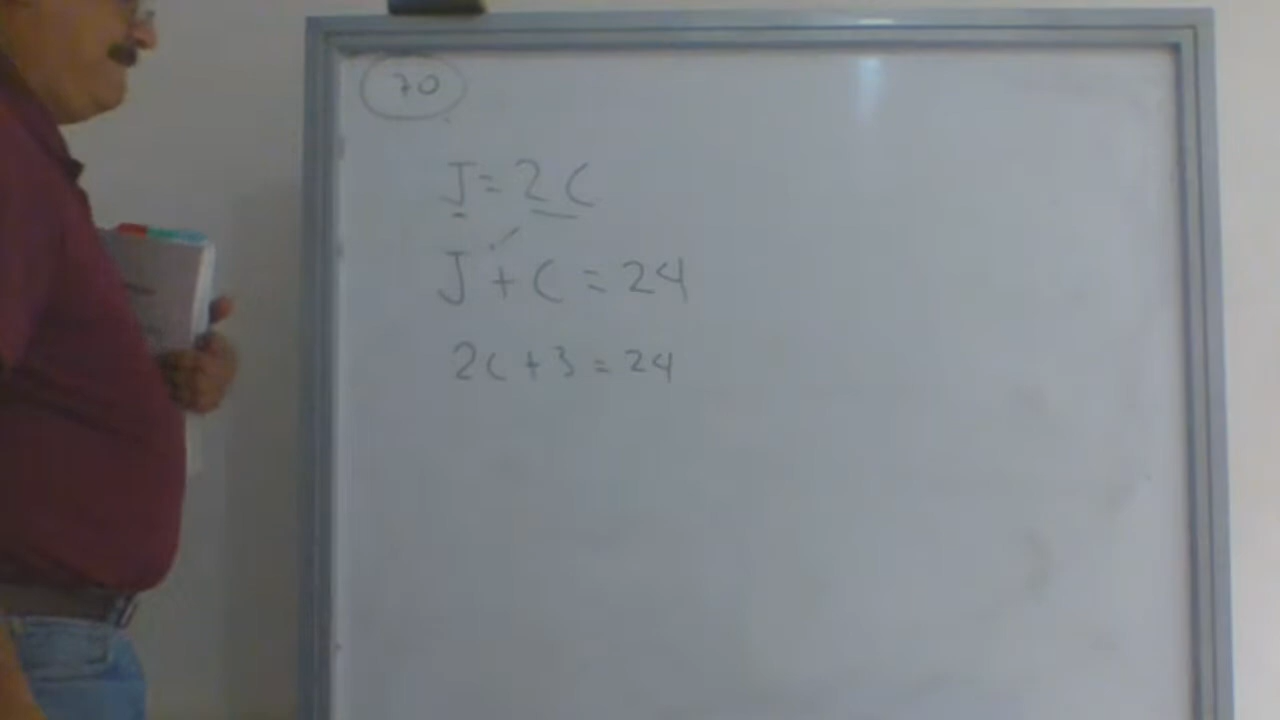 70
J = 2C
J + C = 24
2C + 3 = 24